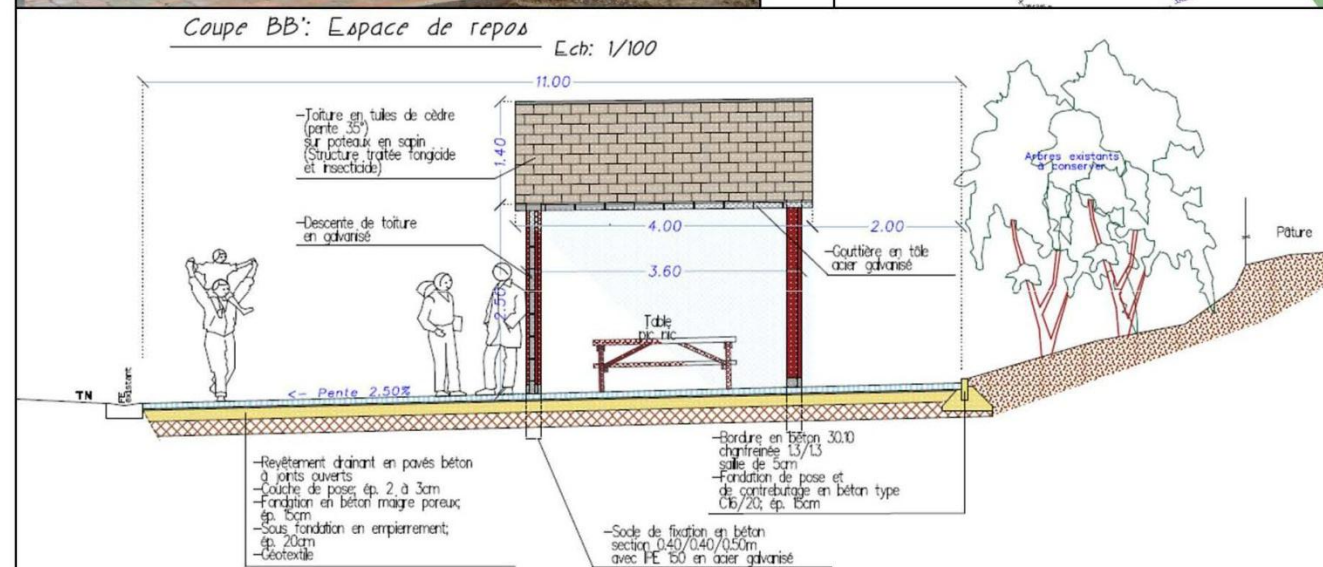 Coupe BB': Espace de repos
Ech: 1/100
11.00
-Toiture en tuiles de cèdre
(pente 35°)
sur poteaux en sapin
(Structure traitée fongicide
et insecticide)
1.40
Arbres existants
à conserver
-Descente de toiture
en galvanisé
4.00
2.00
Pâture
-Gouttière en tôle
acier galvanisé
3.60
2.50
Table
pic nic
TN
FE
existant
<- Pente 2.50%
-Revêtement drainant en pavés béton
à joints ouverts
-Couche de pose; ép. 2 à 3cm
-Fondation en béton maigre poreux;
ép. 15cm
-Sous fondation en empierrement;
ép. 20cm
-Géotextile
-Bordure en béton 30.10
chanfreinée 1.3/1.3
saillie de 5cm
-Fondation de pose et
de contrebutage en béton type
C16/20; ép. 15cm
-Socle de fixation en béton
section 0.40/0.40/0.50m
avec IPE 150 en acier galvanisé